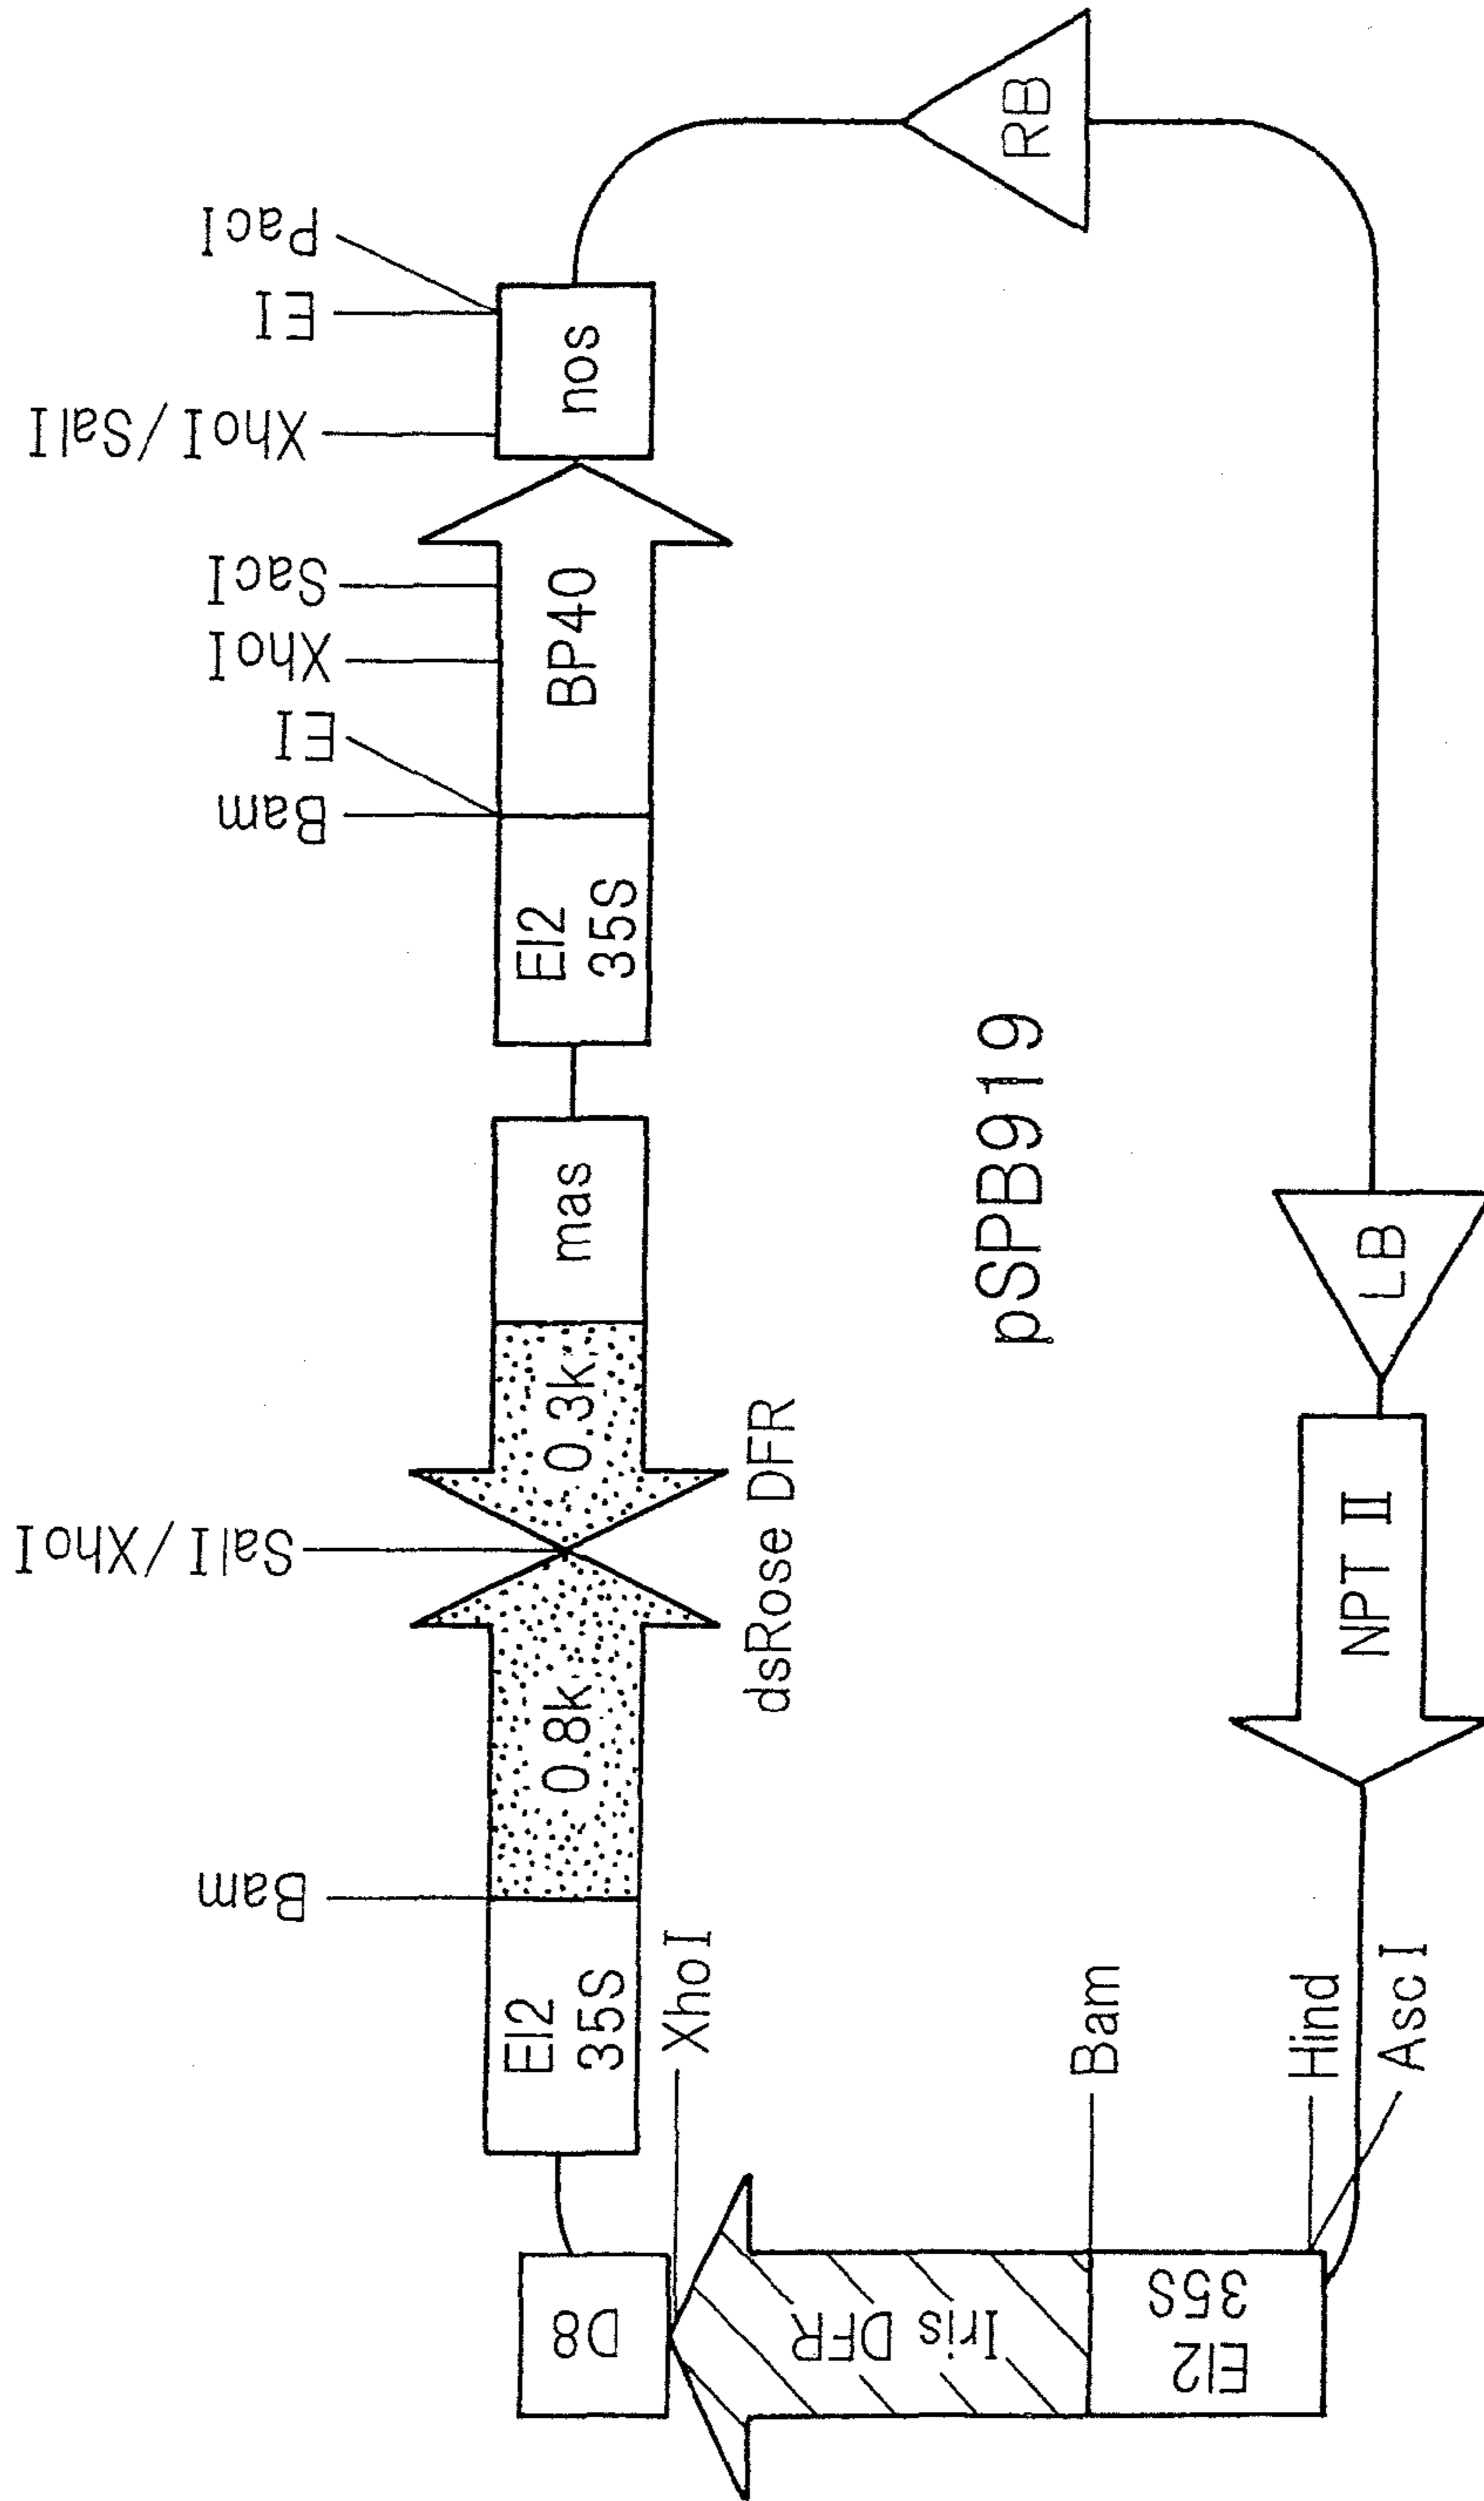 PacI
EI
XhoI/SalI
SacI
XhoI
EI
Bam
SalI/XhoI
Bam
nos
BP40
El2
35S
mas
0.3k
0.8k
El2
35S
dsRose DFR
XhoI
D8
Iris DFR
El2
35S
Bam
Hind
AscI
NPT II
LB
RB
pSPB919